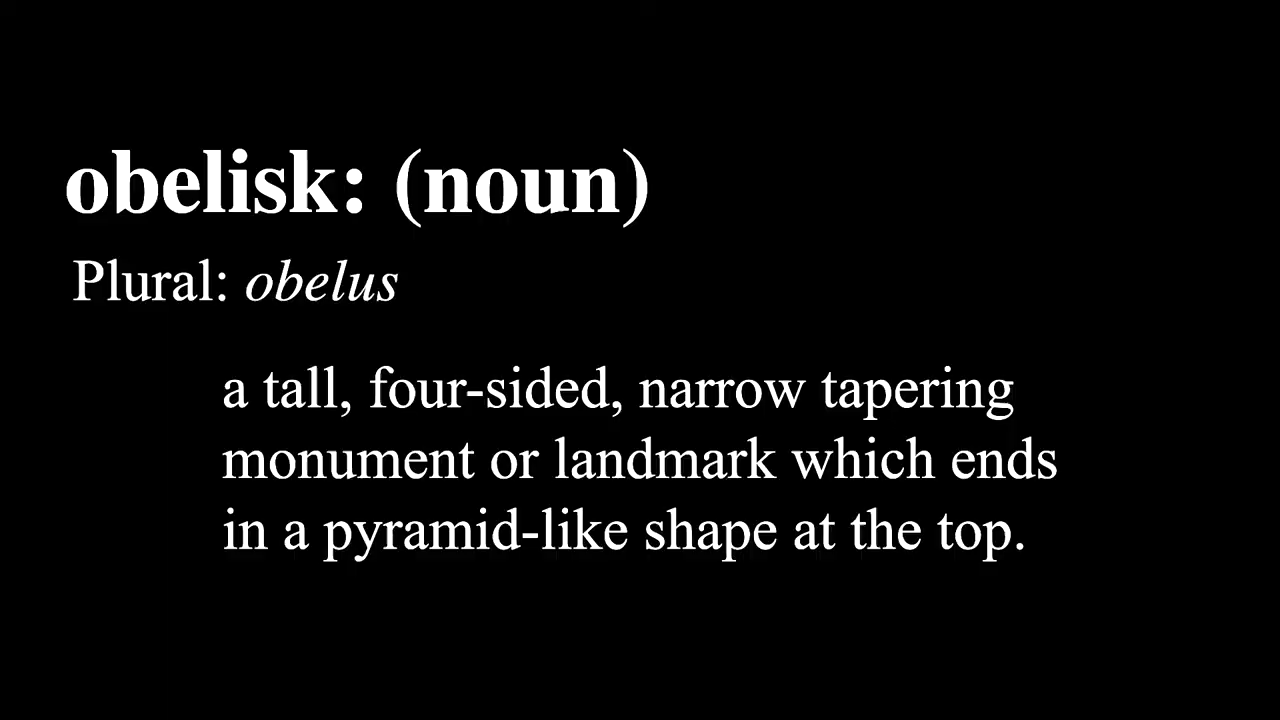 obelisk: (noun)
Plural: obelus
a tall, four-sided, narrow tapering
monument or landmark which ends
in a pyramid-like shape at the top.